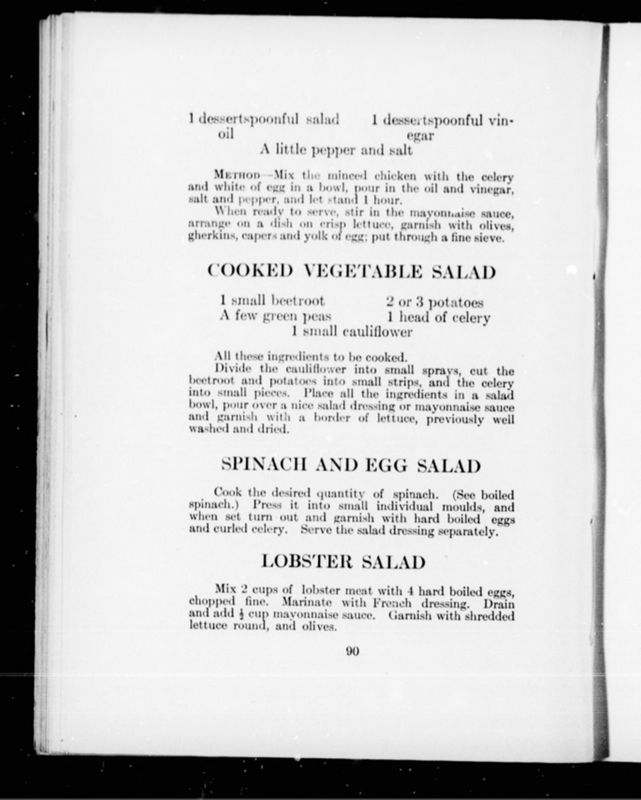 1 dessertspoonful salad 1 dessertspoonful vin-
oil egar
A little pepper and salt
METHOD—Mix the minced chicken with the celery
and white of egg in a bowl, pour in the oil and vinegar,
salt and pepper, and let stand 1 hour.
When ready to serve, stir in the mayonnaise sauce,
arrange on a dish on crisp lettuce, garnish with olives,
gherkins, capers and yolk of egg; put through a fine sieve.
COOKED VEGETABLE SALAD
1 small beetroot 2 or 3 potatoes
A few green peas 1 head of celery
1 small cauliflower
All these ingredients to be cooked.
Divide the cauliflower into small sprays, cut the
beetroot and potatoes into small strips, and the celery
into small pieces. Place all the ingredients in a salad
bowl, pour over a nice salad dressing or mayonnaise sauce
and garnish with a border of lettuce, previously well
washed and dried.
SPINACH AND EGG SALAD
Cook the desired quantity of spinach. (See boiled
spinach.) Press it into small individual moulds, and
when set turn out and garnish with hard boiled eggs
and curled celery. Serve the salad dressing separately.
LOBSTER SALAD
Mix 2 cups of lobster meat with 4 hard boiled eggs,
chopped fine. Marinate with French dressing. Drain
and add ½ cup mayonnaise sauce. Garnish with shredded
lettuce round, and olives.
90